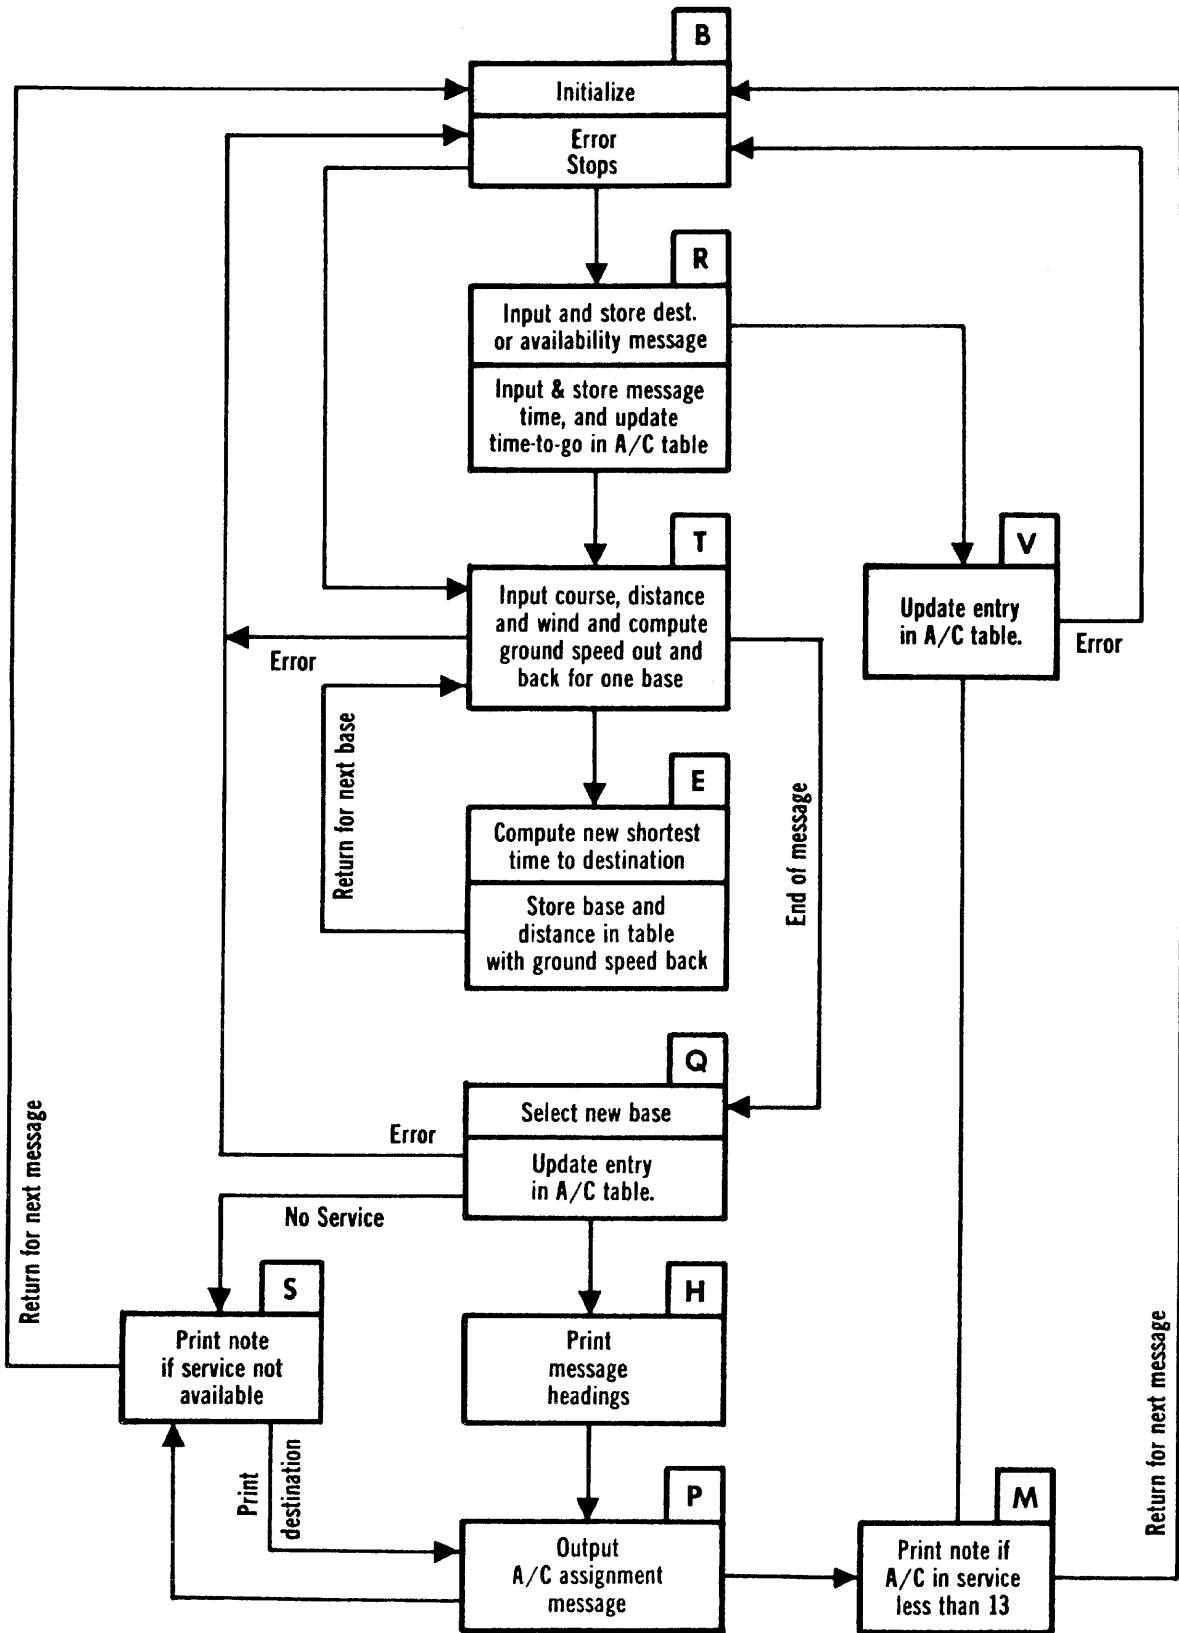 B
Initialize
Error
Stops
R
Input and store dest.
or availability message
Input & store message
time, and update
time-to-go in A/C table
T
Input course, distance
and wind and compute
ground speed out and
back for one base
Error
V
Update entry
in A/C table.
Error
Return for next base
E
Compute new shortest
time to destination
Store base and
distance in table
with ground speed back
End of message
Q
Select new base
Update entry
in A/C table.
Error
No Service
Return for next message
S
Print note
if service not
available
H
Print
message
headings
Print
destination
P
Output
A/C assignment
message
M
Print note if
A/C in service
less than 13
Return for next message